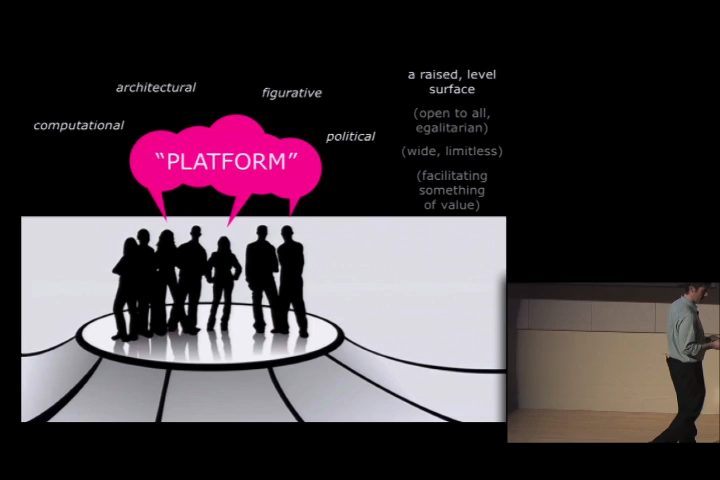 architectural
figurative
computational
political
"PLATFORM"
a raised, level
surface
(open to all,
egalitarian)
(wide, limitless)
(facilitating
something
of value)